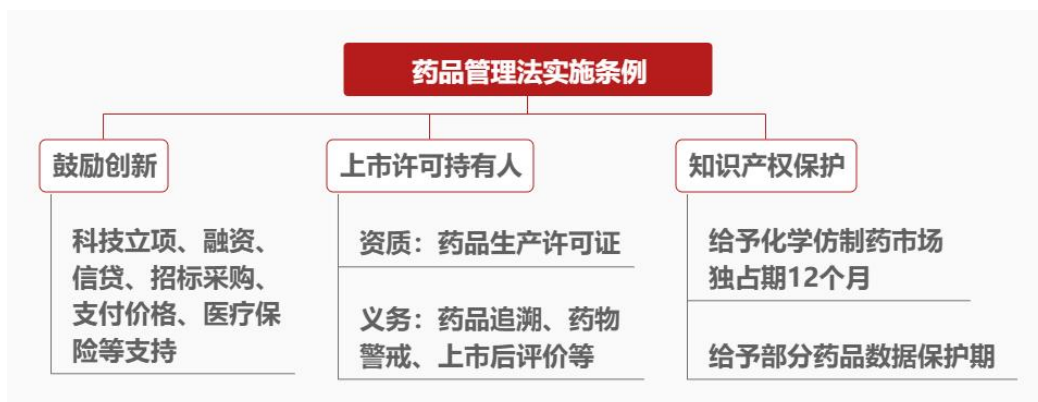 药品管理法实施条例
鼓励创新
科技立项、融资、
信贷、招标采购、
支付价格、医疗保
险等支持
上市许可持有人
资质：药品生产许可证
义务：药品追溯、药物
警戒、上市后评价等
知识产权保护
给予化学仿制药市场
独占期12个月
给予部分药品数据保护期